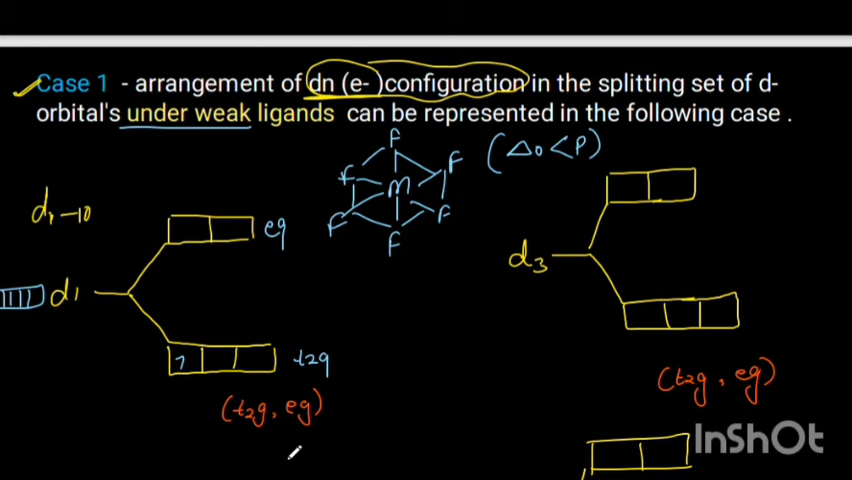 Case 1 - arrangement of dn (e- )configuration in the splitting set of d-
orbital's under weak ligands can be represented in the following case .
F
(Δo < P)
F
F
M
F
F
F
d1-10
eg
d1
1
t2g
(t2g, eg)
d3
(t2g, eg)
InShOt